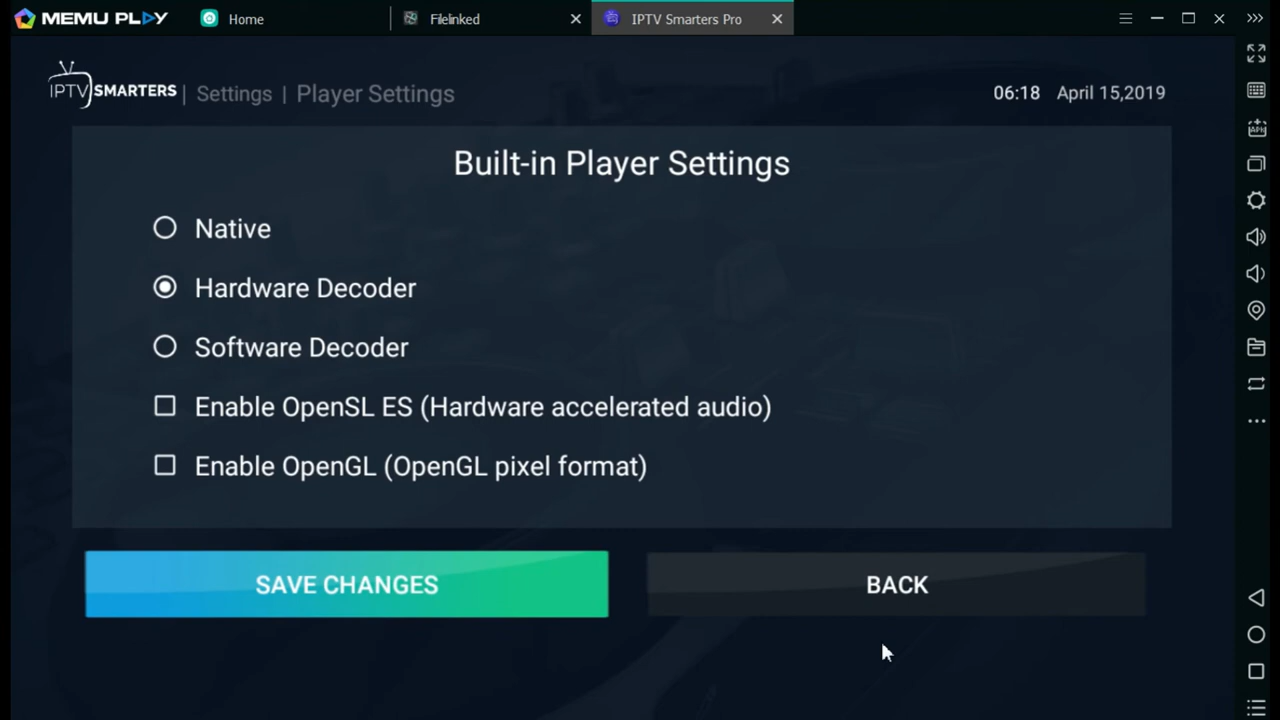 MEMU PLAY
Home
Filelinked
IPTV Smarters Pro
IPTV SMARTERS | Settings | Player Settings
06:18 April 15,2019
Built-in Player Settings
Native
Hardware Decoder
Software Decoder
Enable OpenSL ES (Hardware accelerated audio)
Enable OpenGL (OpenGL pixel format)
SAVE CHANGES
BACK